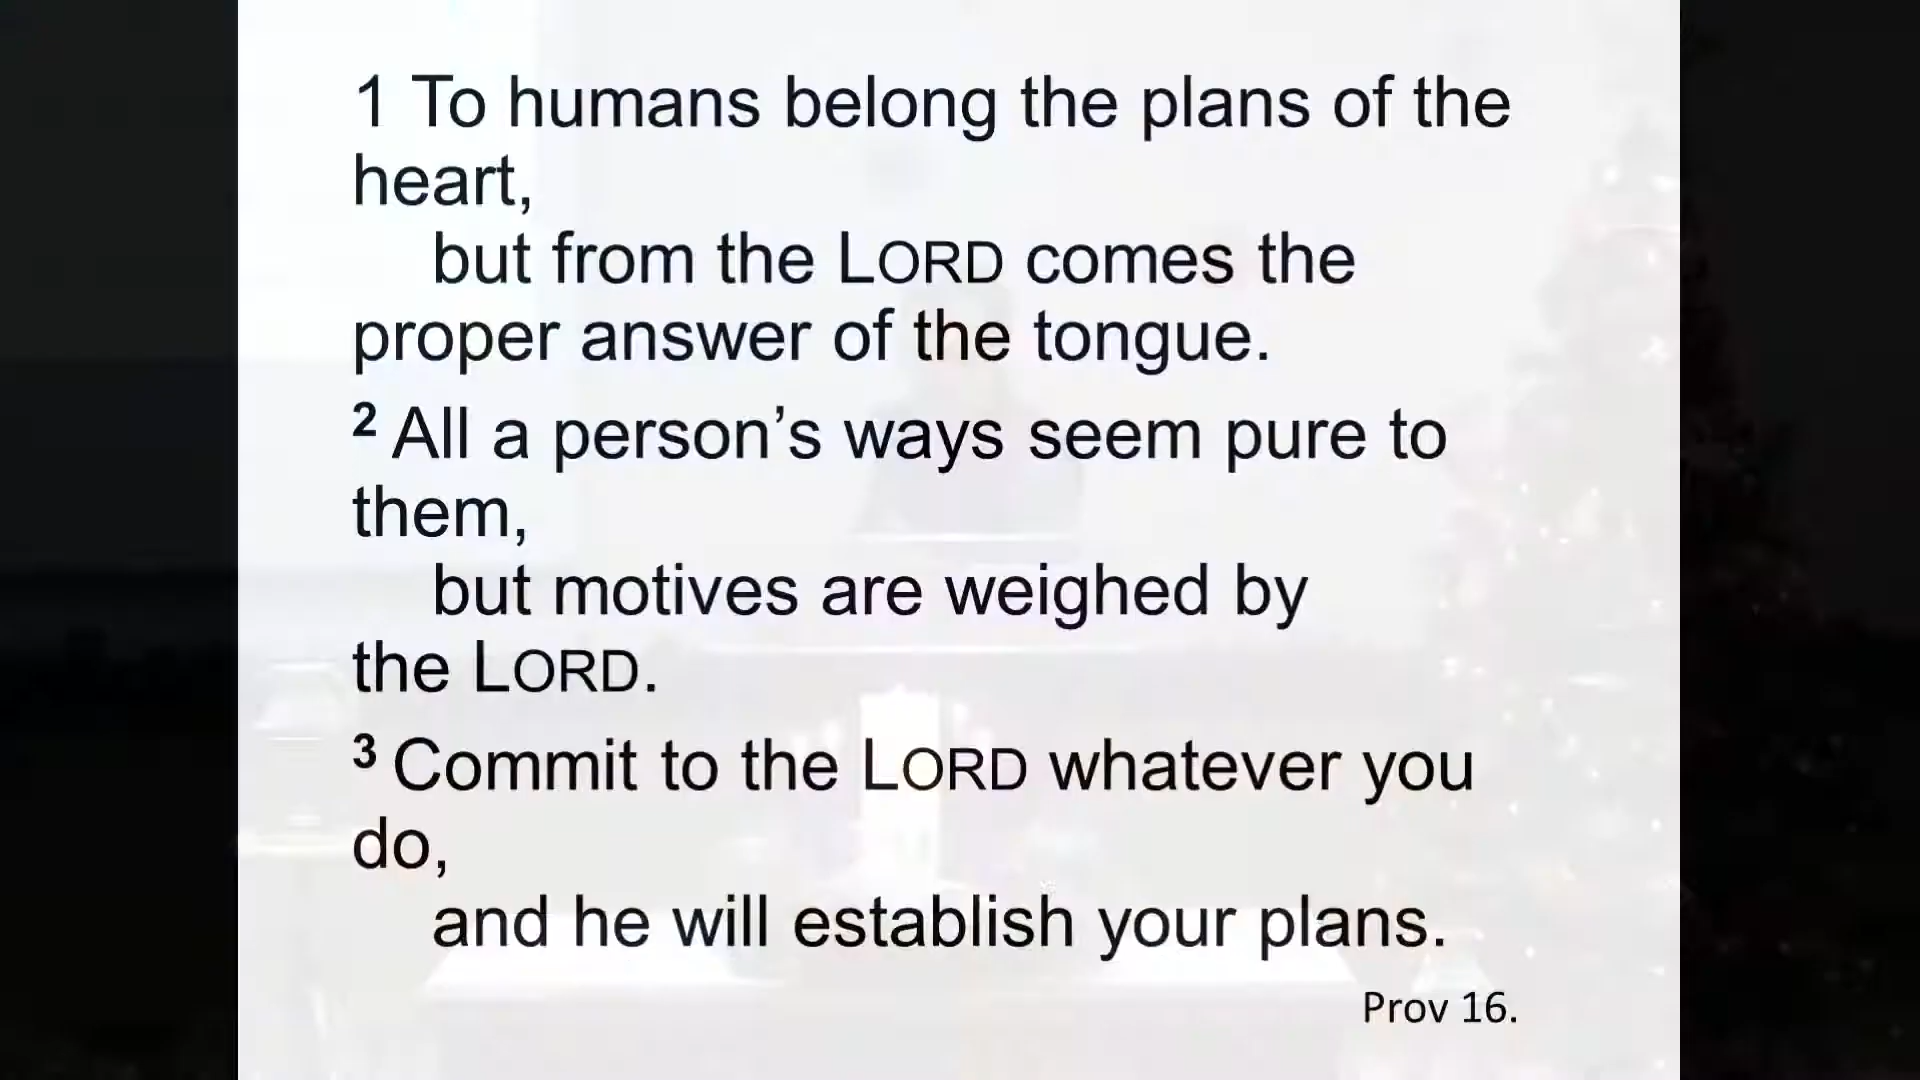 1 To humans belong the plans of the
heart,
but from the LORD comes the
proper answer of the tongue.
2 All a person’s ways seem pure to
them,
but motives are weighed by
the LORD.
3 Commit to the LORD whatever you
do,
and he will establish your plans.
Prov 16.